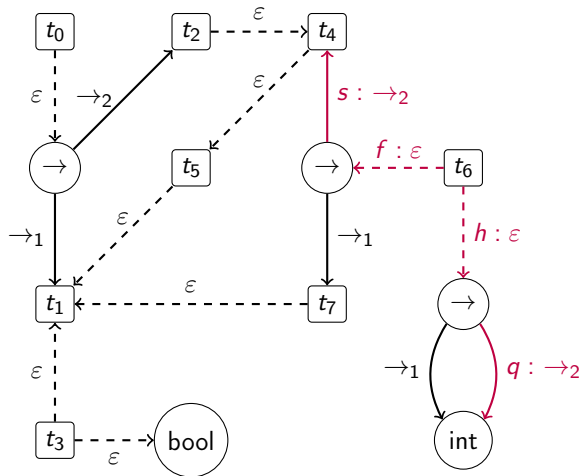 t₀ t₂ ε t₄
ε →₂ s : →₂
→ t₅ ε → f : ε t₆
→₁ ε →₁ h : ε
t₁ ε t₇ →
ε →₁ q : →₂
t₃ ε bool int